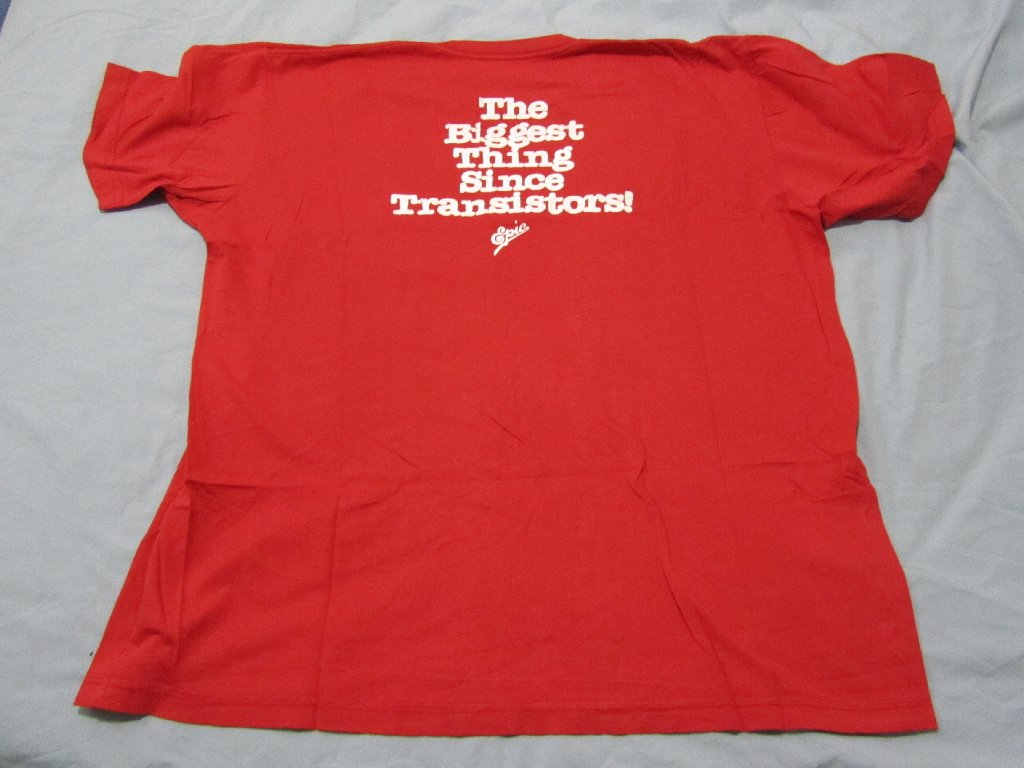 The
Biggest
Thing
Since
Transistors!
Epic